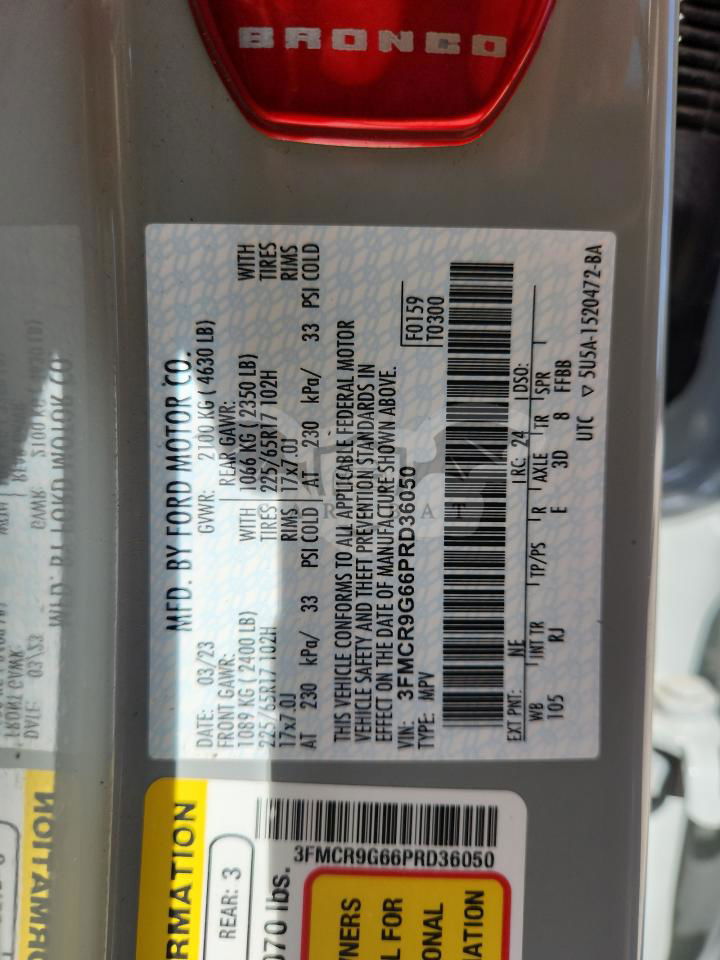 BRONCO
MFD. BY FORD MOTOR CO.
DATE: 03/23 GVWR: 2100 KG ( 4630 LB)
FRONT GAWR: REAR GAWR:
1089 KG ( 2400 LB) WITH 1066 KG ( 2350 LB) WITH
225/65R17 102H TIRES 225/65R17 102H TIRES
17x7.0J RIMS 17x7.0J RIMS
AT 230 kPa/ 33 PSI COLD AT 230 kPa/ 33 PSI COLD
THIS VEHICLE CONFORMS TO ALL APPLICABLE FEDERAL MOTOR
VEHICLE SAFETY AND THEFT PREVENTION STANDARDS IN
EFFECT ON THE DATE OF MANUFACTURE SHOWN ABOVE.
VIN: 3FMCR9G66PRD36050 F0159
TYPE: MPV T0300
EXT PNT: NE RC: 24 DSO:
WB INT TR TP/PS R AXLE TR SPR
105 RJ E 3D 8 FFBB
UTC ▽ 5U5A-1520472-BA
RMATION
REAR: 3
070 lbs.
3FMCR9G66PRD36050
WNERS
L FOR
ONAL
ATION